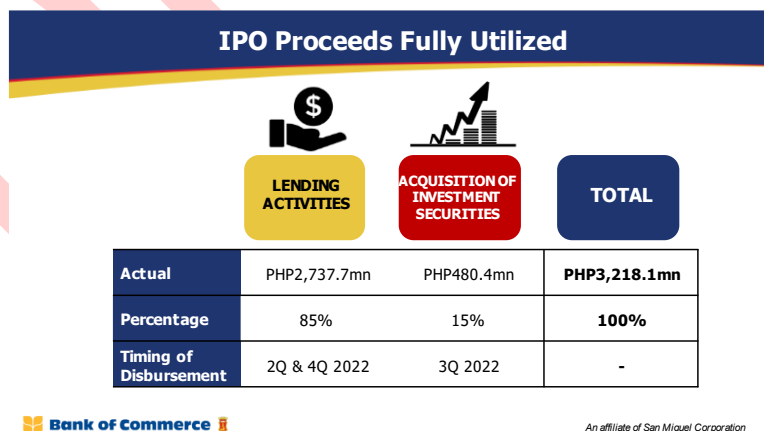 IPO Proceeds Fully Utilized
$
LENDING
ACTIVITIES
ACQUISITION OF
INVESTMENT
SECURITIES
TOTAL
Actual PHP2,737.7mn PHP480.4mn PHP3,218.1mn
Percentage 85% 15% 100%
Timing of
Disbursement 2Q & 4Q 2022 3Q 2022 -
Bank of Commerce
An affiliate of San Miguel Corporation